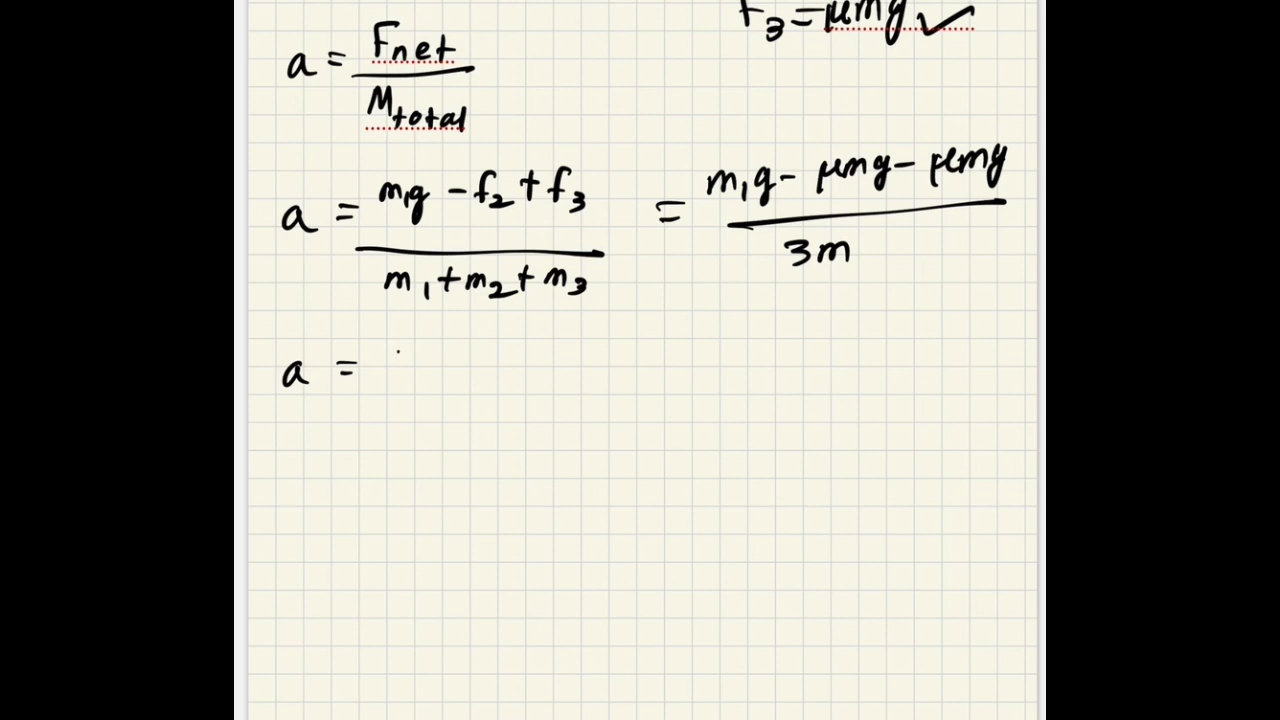 f₃ = μmg ✓
a = Fnet / Mtotal
a = m₁g - f₂ + f₃ / m₁ + m₂ + m₃ = m₁g - μmg - μmg / 3m
a =